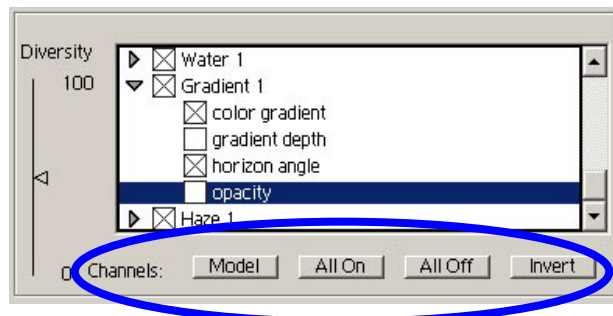 Diversity
100
Water 1
Gradient 1
color gradient
gradient depth
horizon angle
opacity
Haze 1
0
Channels: Model All On All Off Invert